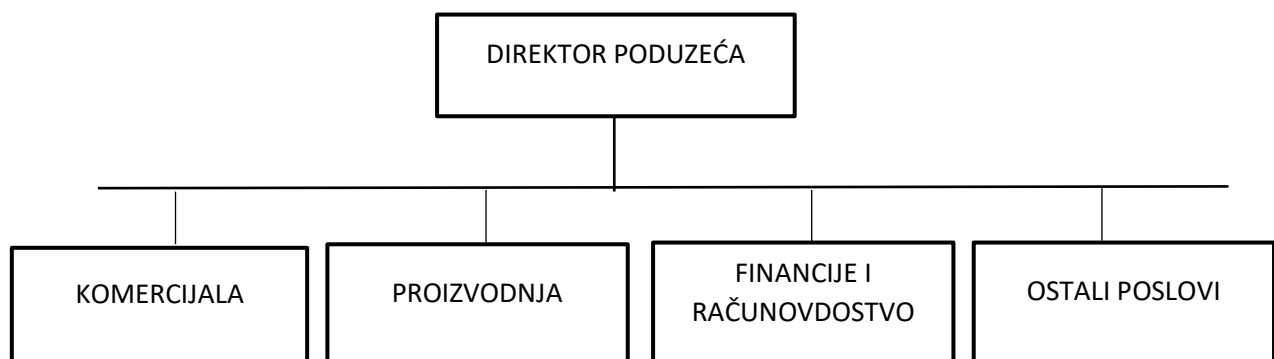 DIREKTOR PODUZEĆA
KOMERCIJALA
PROIZVODNJA
FINANCIJE I
RAČUNOVDOSTVO
OSTALI POSLOVI